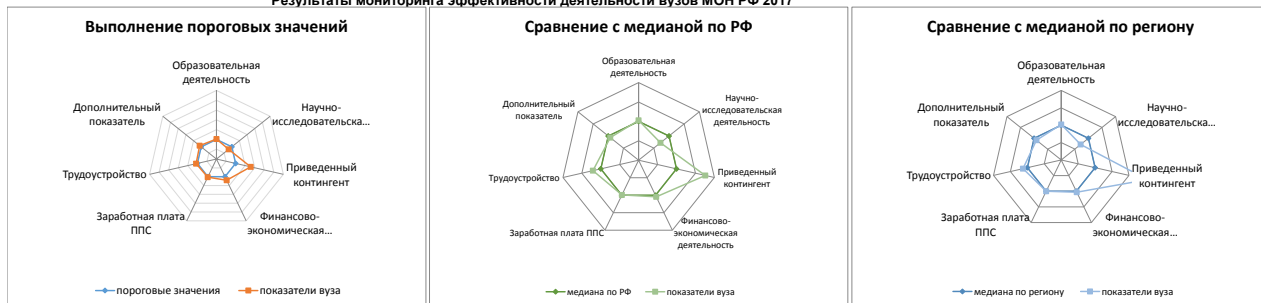 Результаты мониторинга эффективности деятельности вузов МОН РФ 2017
Выполнение пороговых значений
Образовательная
деятельность
Научно-
исследовательска...
Приведенный
контингент
Финансово-
экономическая...
Заработная плата
ППС
Трудоустройство
Дополнительный
показатель
пороговые значения
показатели вуза
Сравнение с медианой по РФ
Образовательная
деятельность
Научно-
исследовательская
деятельность
Приведенный
контингент
Финансово-
экономическая
деятельность
Заработная плата ППС
Трудоустройство
Дополнительный
показатель
медиана по РФ
показатели вуза
Сравнение с медианой по региону
Образовательная
деятельность
Научно-
исследовательска...
Приведенный
контингент
Финансово-
экономическая...
Заработная плата
ППС
Трудоустройство
Дополнительный
показатель
медиана по региону
показатели вуза